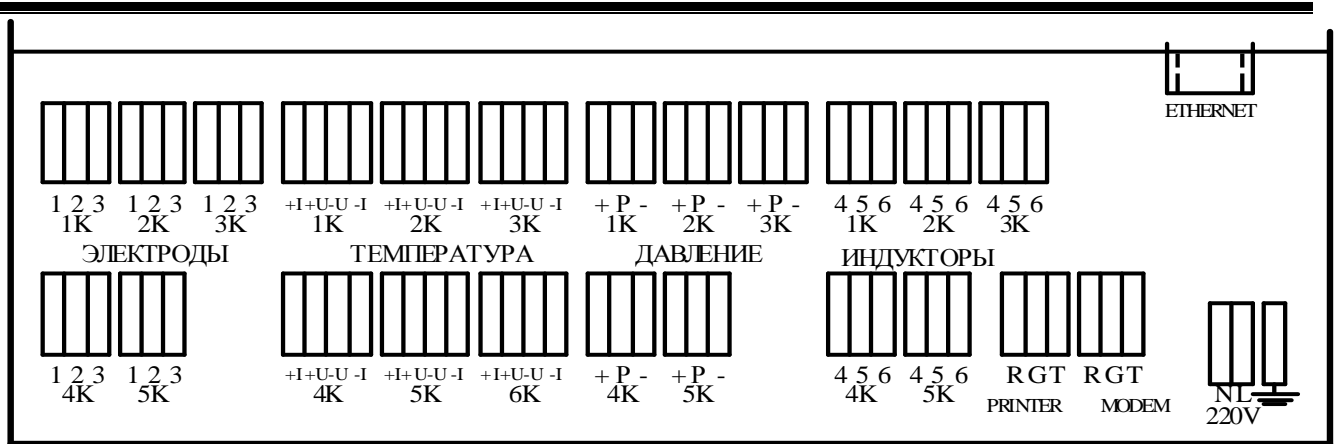 ETHERNET
1 2 3 1 2 3 1 2 3 +I+U-U -I +I+U-U -I +I+U-U -I + P - + P - + P - 4 5 6 4 5 6 4 5 6
1K 2K 3K 1K 2K 3K 1K 2K 3K 1K 2K 3K
ЭЛЕКТРОДЫ ТЕМПЕРАТУРА ДАВЛЕНИЕ ИНДУКТОРЫ
1 2 3 1 2 3 +I+U-U -I +I+U-U -I +I+U-U -I + P - + P - 4 5 6 4 5 6 R G T R G T
4K 5K 4K 5K 6K 4K 5K 4K 5K PRINTER MODEM N L
220V